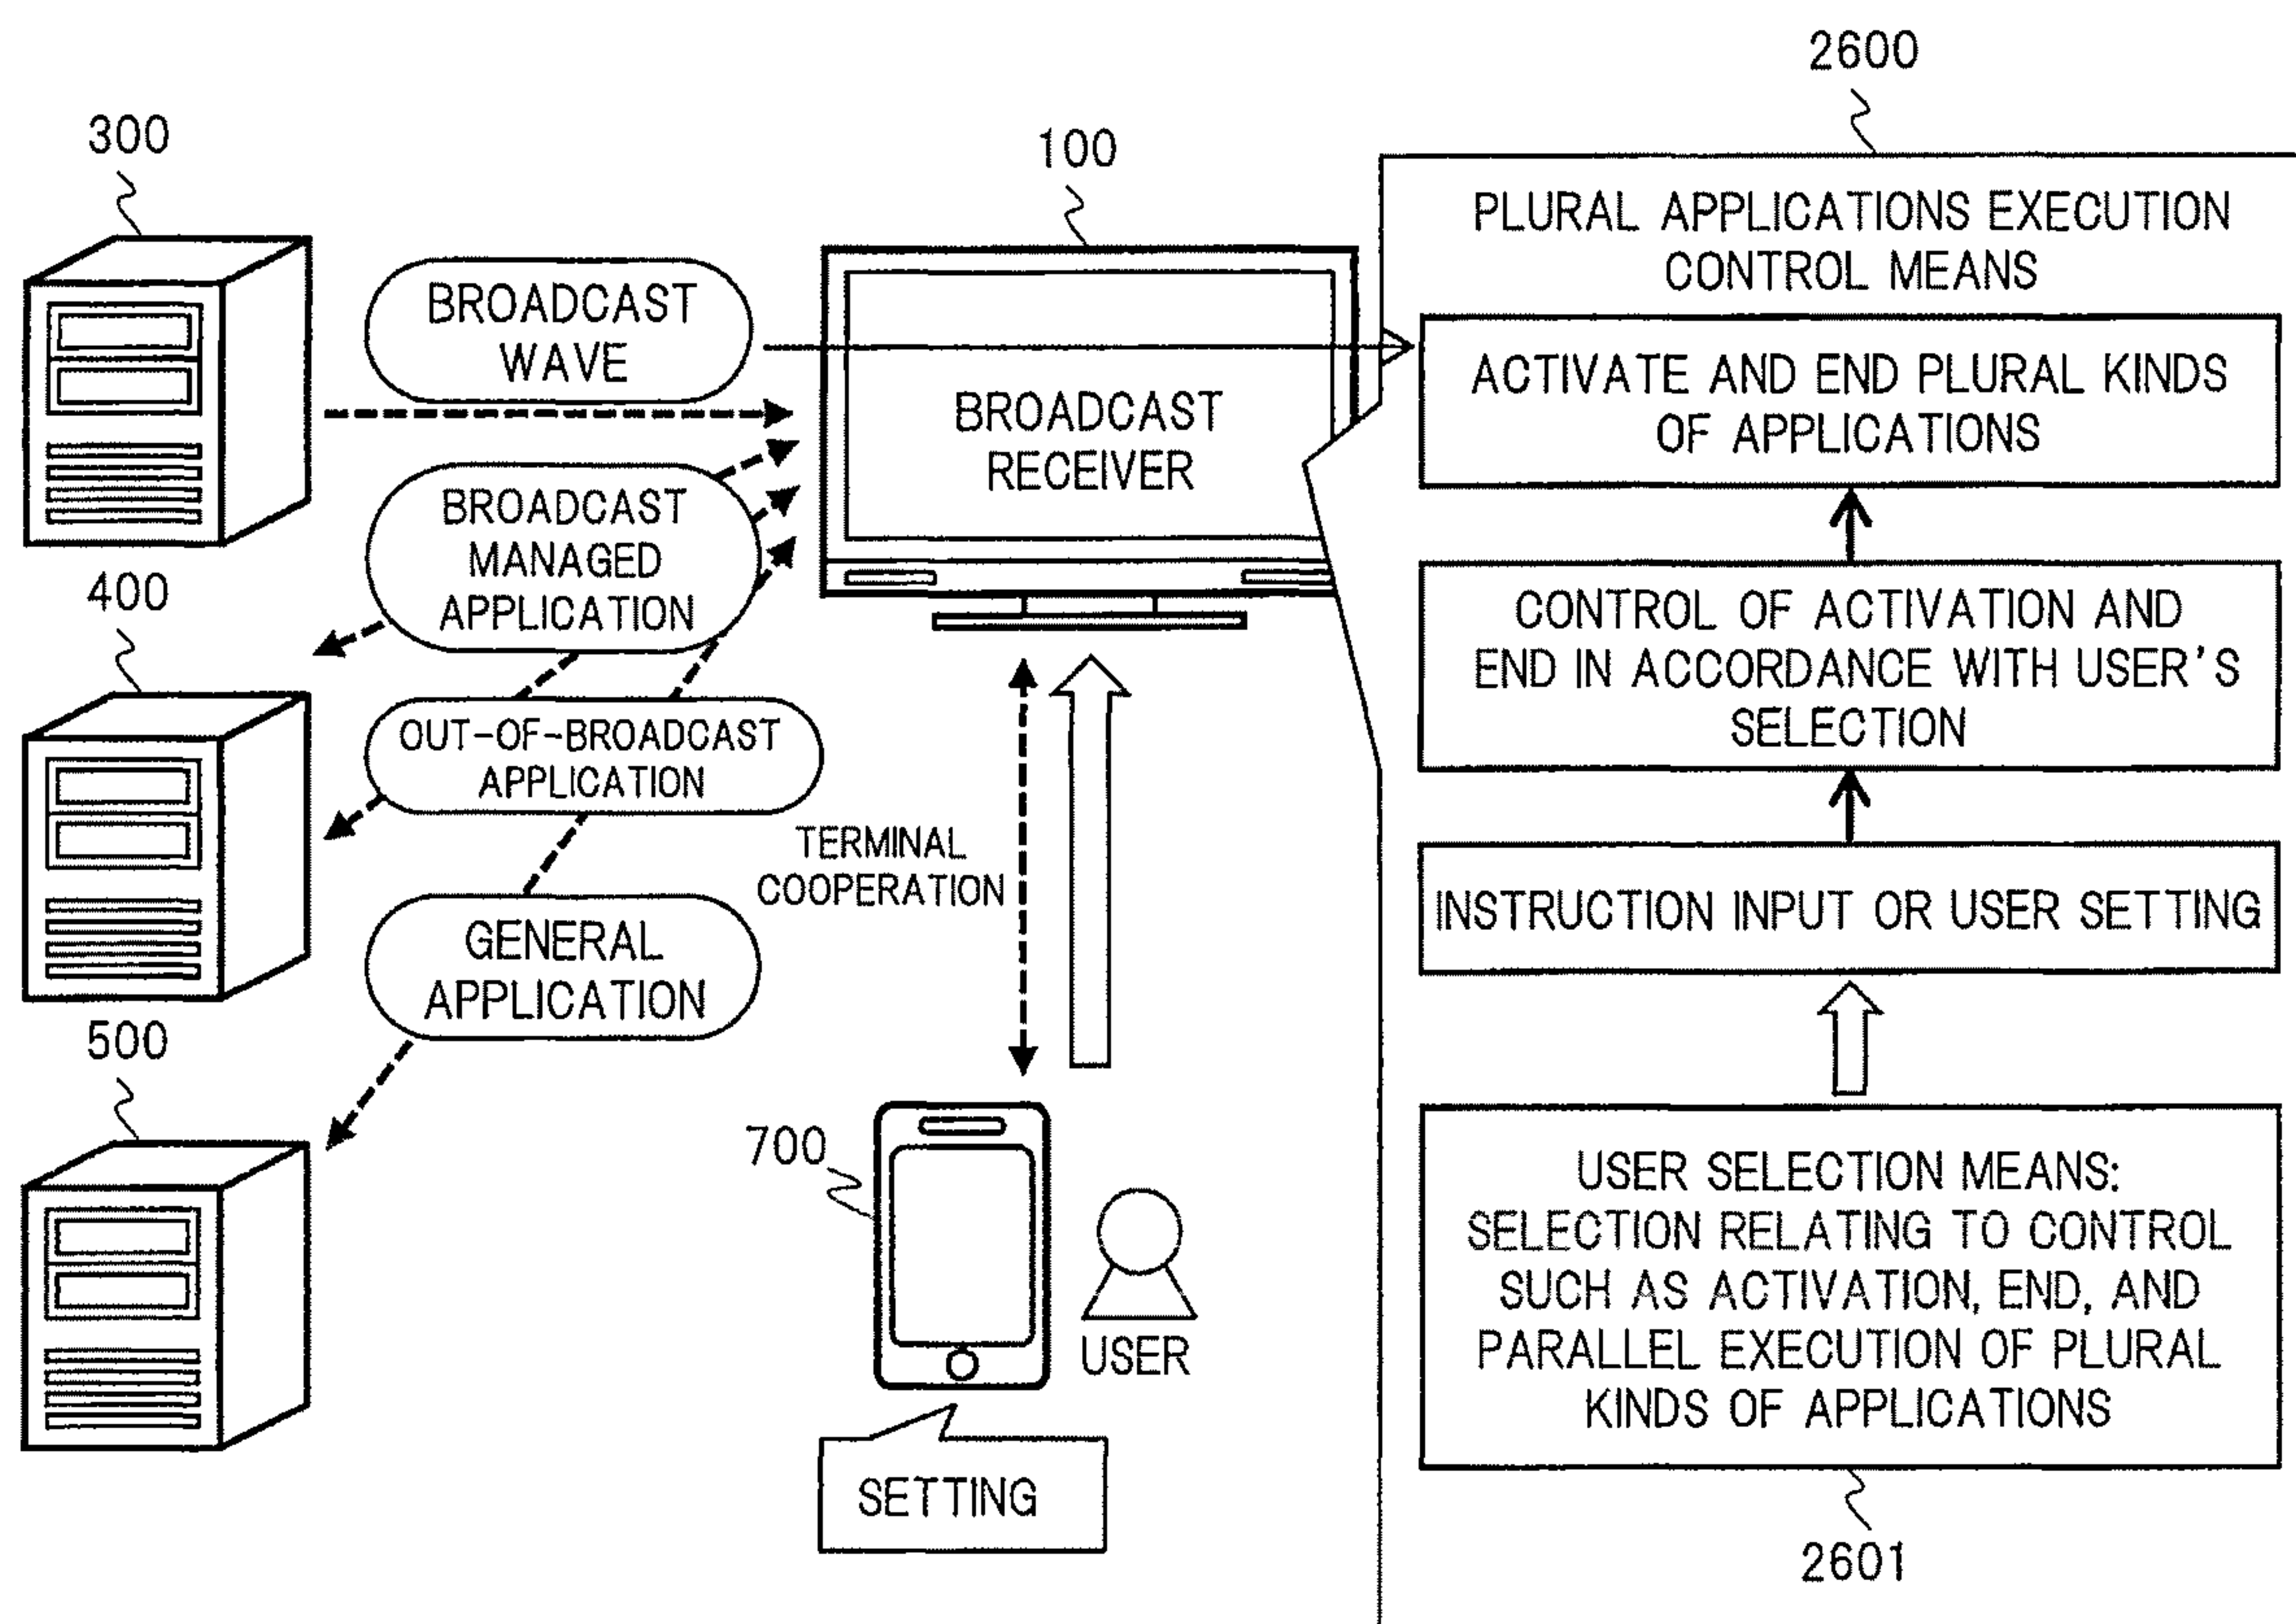 300
BROADCAST
WAVE
BROADCAST
MANAGED
APPLICATION
400
OUT-OF-BROADCAST
APPLICATION
GENERAL
APPLICATION
500
100
BROADCAST
RECEIVER
TERMINAL
COOPERATION
700
USER
SETTING
2600
PLURAL APPLICATIONS EXECUTION
CONTROL MEANS
ACTIVATE AND END PLURAL KINDS
OF APPLICATIONS
CONTROL OF ACTIVATION AND
END IN ACCORDANCE WITH USER'S
SELECTION
INSTRUCTION INPUT OR USER SETTING
USER SELECTION MEANS:
SELECTION RELATING TO CONTROL
SUCH AS ACTIVATION, END, AND
PARALLEL EXECUTION OF PLURAL
KINDS OF APPLICATIONS
2601